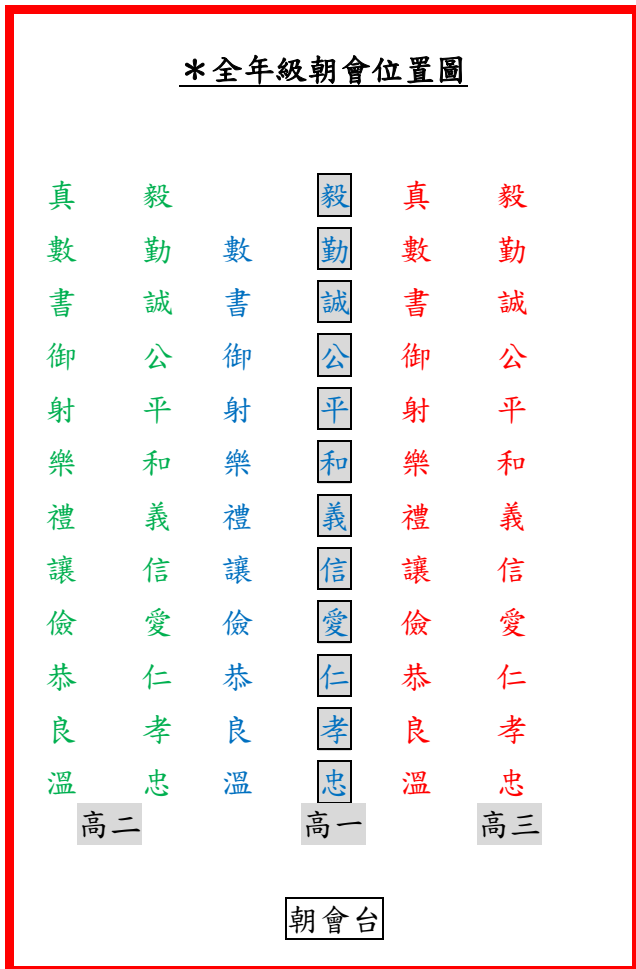 ＊全年級朝會位置圖
真 毅 毅 真 毅
數 勤 數 勤 數 勤
書 誠 書 誠 書 誠
御 公 御 公 御 公
射 平 射 平 射 平
樂 和 樂 和 樂 和
禮 義 禮 義 禮 義
讓 信 讓 信 讓 信
儉 愛 儉 愛 儉 愛
恭 仁 恭 仁 恭 仁
良 孝 良 孝 良 孝
溫 忠 溫 忠 溫 忠
高二 高一 高三
朝會台